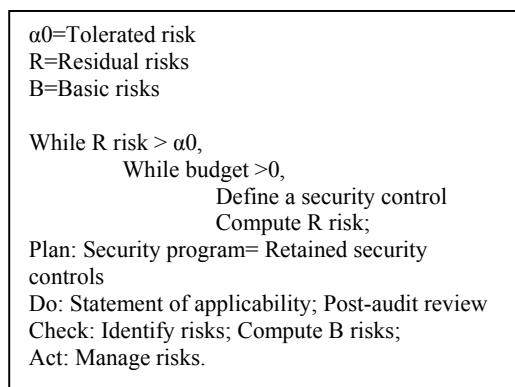 α0=Tolerated risk
R=Residual risks
B=Basic risks
While R risk > α0,
While budget >0,
Define a security control
Compute R risk;
Plan: Security program= Retained security
controls
Do: Statement of applicability; Post-audit review
Check: Identify risks; Compute B risks;
Act: Manage risks.